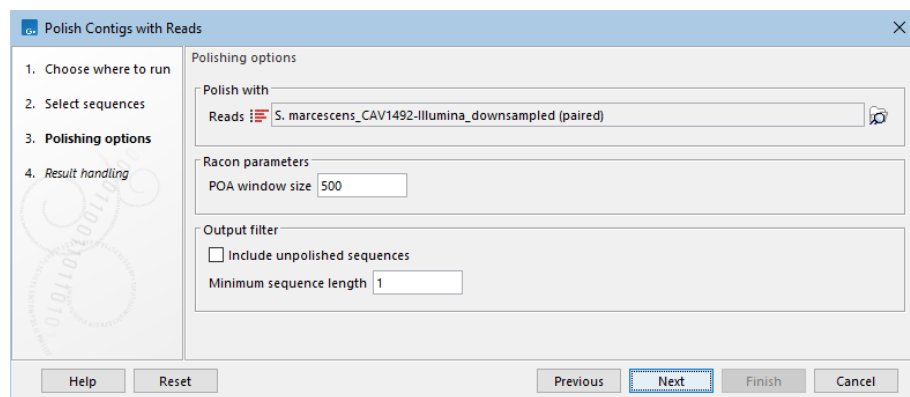 Polish Contigs with Reads
1. Choose where to run
2. Select sequences
3. Polishing options
4. Result handling
Polishing options
Polish with
Reads S. marcescens_CAV1492-Illumina_downsampled (paired)
Racon parameters
POA window size 500
Output filter
Include unpolished sequences
Minimum sequence length 1
Help Reset Previous Next Finish Cancel